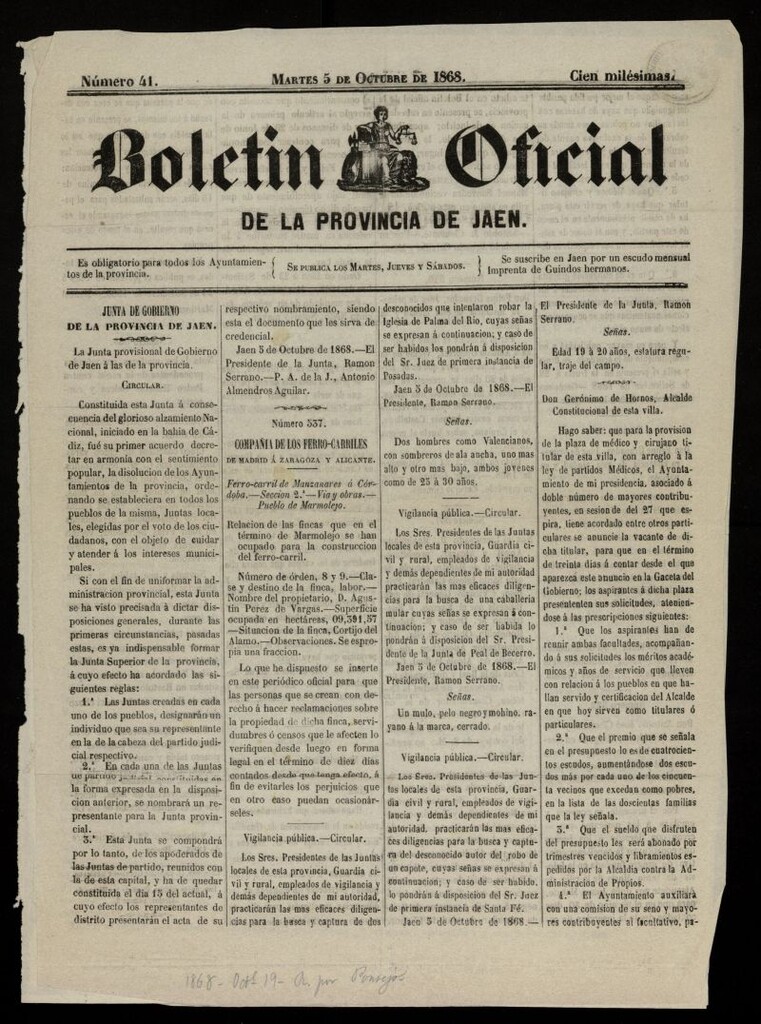 Número 41.
MARTES 5 DE OCTUBRE DE 1868.
Cien milésimas.
Boletin Oficial
DE LA PROVINCIA DE JAEN.
Es obligatorio para todos los Ayuntamien-
tos de la provincia.
SE PUBLICA LOS MARTES, JUEVES Y SÁBADOS.
Se suscribe en Jaen por un escudo mensual
Imprenta de Guindos hermanos.
JUNTA DE GOBIERNO
DE LA PROVINCIA DE JAEN.
La Junta provisional de Gobierno
de Jaen á las de la provincia.
CIRCULAR.
Constituida esta Junta á conse-
cuencia del glorioso alzamiento Na-
cional, iniciado en la bahia de Cá-
diz, fué su primer acuerdo decre-
tar en armonía con el sentimiento
popular, la disolucion de los Ayun-
tamientos de la provincia, orde-
nando se estableciera en todos los
pueblos de la misma, Juntas loca-
les, elegidas por el voto de los ciu-
dadanos, con el objeto de cuidar
y atender á los intereses munici-
pales.
Si con el fin de uniformar la ad-
ministracion provincial, esta Junta
se ha visto precisada á dictar dis-
posiciones generales, durante las
primeras circunstancias, pasadas
estas, es ya indispensable formar
la Junta Superior de la provincia,
á cuyo efecto ha acordado las si-
guientes reglas:
1.ª Las Juntas creadas en cada
uno de los pueblos, designarán un
individuo que sea su representante
en la de la cabeza del partido judi-
cial respectivo.
2.ª En cada una de las Juntas
de partido judicial constituidas en
la forma expresada en la disposi-
cion anterior, se nombrará un re-
presentante para la Junta provin-
cial.
3.ª Esta Junta se compondrá
por lo tanto, de los apoderados de
las Juntas de partido, reunidos con
la de esta capital, y ha de quedar
constituida el dia 15 del actual, á
cuyo efecto los representantes de
distrito presentarán el acta de su
respectivo nombramiento, siendo
esta el documento que les sirva de
credencial.
Jaen 5 de Octubre de 1868.—El
Presidente de la Junta, Ramon
Serrano.—P. A. de la J., Antonio
Almendros Aguilar.
Número 537.
COMPAÑIA DE LOS FERRO-CARRILES
DE MADRID Á ZARAGOZA Y ALICANTE.
Ferro-carril de Manzanares á Cór-
doba.—Seccion 2.ª—Via y obras.—
Pueblo de Marmolejo.
Relacion de las fincas que en el
término de Marmolejo se han
ocupado para la construccion
del ferro-carril.
Número de órden, 8 y 9.—Cla-
se y destino de la finca, labor.—
Nombre del propietario, D. Agus-
tin Perez de Vargas.—Superficie
ocupada en hectáreas, 09,391,57
—Situacion de la finca, Cortijo del
Alamo.—Observaciones. Se espro-
pia una fraccion.
Lo que he dispuesto se inserte
en este periódico oficial para que
las personas que se crean con de-
recho á hacer reclamaciones sobre
la propiedad de dicha finca, servi-
dumbres ó censos que le afecten lo
verifiquen desde luego en forma
legal en el término de diez dias
contados desde que tenga efecto, á
fin de evitarles los perjuicios que
en otro caso puedan ocasionár-
seles.
Vigilancia pública.—Circular.
Los Sres. Presidentes de las Juntas
locales de esta provincia, Guardia ci-
vil y rural, empleados de vigilancia y
demás dependientes de mi autoridad,
practicarán las mas eficaces diligen-
cias para la busca y captura de dos
desconocidos que intentaron robar la
Iglesia de Palma del Rio, cuyas señas
se expresan á continuacion; y caso de
ser habidos los pondrán á disposicion
del Sr. Juez de primera instancia de
Posadas.
Jaen 5 de Octubre de 1868.—El
Presidente, Ramon Serrano.
Señas.
Dos hombres como Valencianos,
con sombreros de ala ancha, uno mas
alto y otro mas bajo, ambos jóvenes
como de 25 á 30 años.
Vigilancia pública.—Circular.
Los Sres. Presidentes de las Juntas
locales de esta provincia, Guardia ci-
vil y rural, empleados de vigilancia
y demás dependientes de mi autoridad
practicarán las mas eficaces diligen-
cias para la busca de una caballería
mular cuyas señas se expresan á con-
tinuacion; y caso de ser habida lo
pondrán á disposicion del Sr. Presi-
dente de la Junta de Peal de Becerro.
Jaen 5 de Octubre de 1868.—El
Presidente, Ramon Serrano.
Señas.
Un mulo, pelo negro y mohino, ra-
yano á la marca, cerrado.
Vigilancia pública.—Circular.
Los Sres. Presidentes de las Jun-
tas locales de esta provincia, Guar-
dia civil y rural, empleados de vigi-
lancia y demás dependientes de mi
autoridad, practicarán las mas efica-
ces diligencias para la busca y captu-
ra del desconocido autor del robo de
un capote, cuyas señas se expresan á
continuacion; y caso de ser habido,
lo pondrán á disposicion del Sr. Juez
de primera instancia de Santa Fé.
Jaen 5 de Octubre de 1868.—
El Presidente de la Junta, Ramon
Serrano.
Señas.
Edad 19 á 20 años, estatura regu-
lar, traje del campo.
Don Gerónimo de Hornos, Alcalde
Constitucional de esta villa.
Hago saber: que para la provision
de la plaza de médico y cirujano ti-
tular de esta villa, con arreglo á la
ley de partidos Médicos, el Ayunta-
miento de mi presidencia, asociado á
doble número de mayores contribu-
yentes, en sesion del 27 que es-
pira, tiene acordado entre otros parti-
culares se anuncie la vacante de di-
cha titular, para que en el término
de treinta dias á contar desde el que
aparezca este anuncio en la Gaceta del
Gobierno; los aspirantes á dicha plaza
presententen sus solicitudes, atenién-
dose á las prescripciones siguientes:
1.ª Que los aspirantes han de
reunir ambas facultades, acompañan-
do á sus solicitudes los méritos acadé-
micos y años de servicio que lleven
con relacion á los pueblos en que ha-
llan servido y certificacion del Alcalde
en que hoy sirven como titulares ó
particulares.
2.ª Que el premio que se señala
en el presupuesto lo es de cuatrocien-
tos escudos, aumentándose dos es-
cudos más por cada uno de los cincuen-
ta vecinos que excedan como pobres,
en la lista de las doscientas familias
que la ley señala.
3.ª Que el sueldo que disfruten
del presupuesto les será abonado por
trimestres vencidos y libramientos es-
pedidos por la Alcaldía contra la Ad-
ministracion de Propios.
4.ª El Ayuntamiento auxiliará
con una comision de su seno y mayo-
res contribuyentes al facultativo, pa-
1868 - Octe 19 - R. por